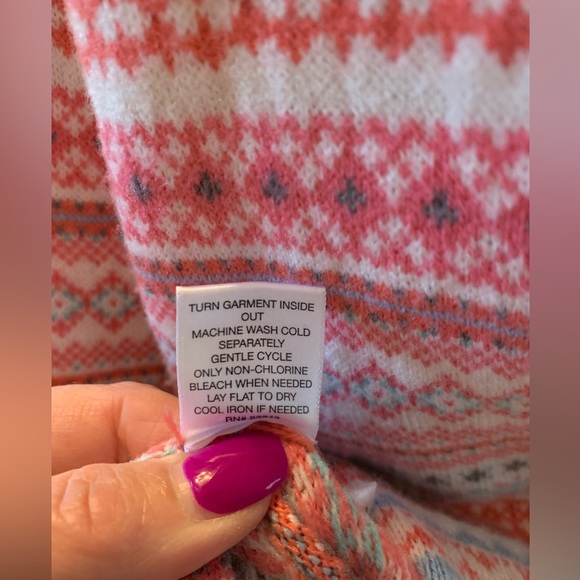 TURN GARMENT INSIDE
OUT
MACHINE WASH COLD
SEPARATELY
GENTLE CYCLE
ONLY NON-CHLORINE
BLEACH WHEN NEEDED
LAY FLAT TO DRY
COOL IRON IF NEEDED
RN#